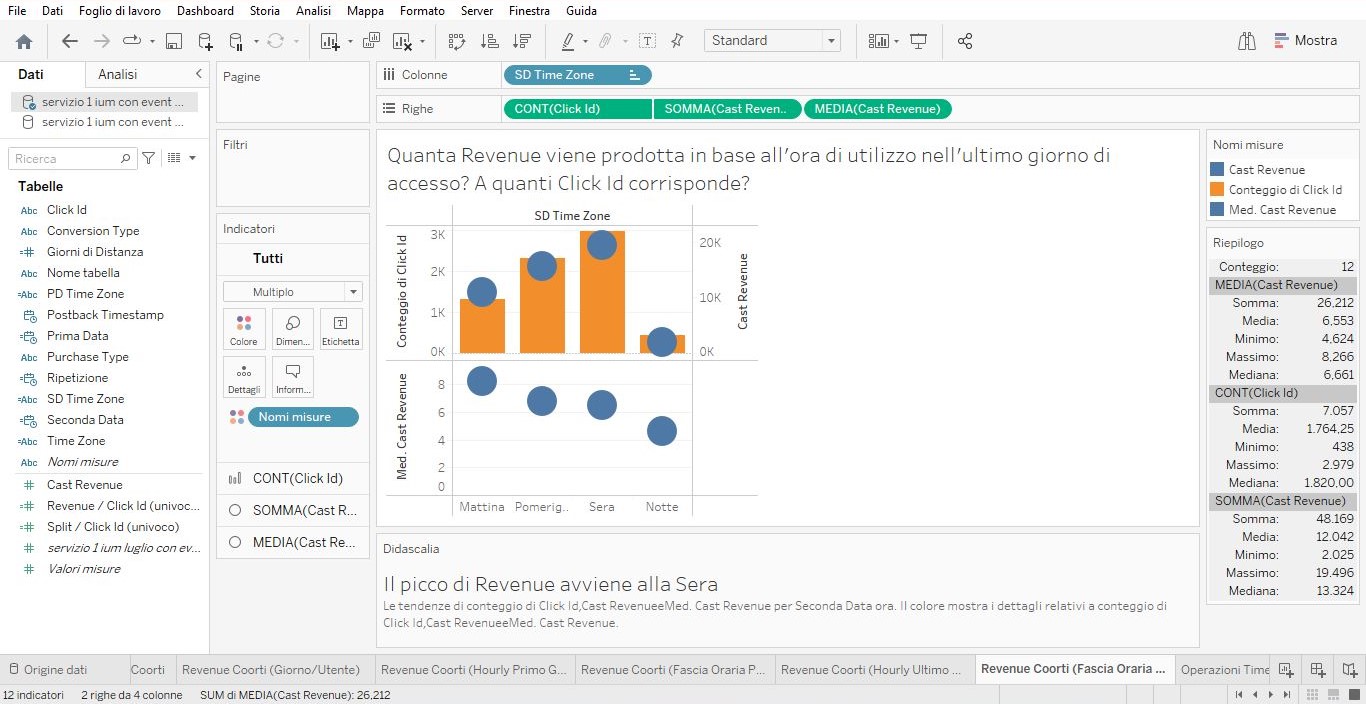 File Dati Foglio di lavoro Dashboard Storia Analisi Mappa Formato Server Finestra Guida
Standard
Mostra
Dati Analisi
servizio 1 ium con event ...
servizio 1 ium con event ...
Ricerca
Tabelle
Abc Click Id
Abc Conversion Type
Giorni di Distanza
Abc Nome tabella
=Abc PD Time Zone
Postback Timestamp
Prima Data
Abc Purchase Type
Ripetizione
=Abc SD Time Zone
Seconda Data
=Abc Time Zone
Abc Nomi misure
Cast Revenue
Revenue / Click Id (univoc...
Split / Click Id (univoco)
servizio 1 ium luglio con ev...
Valori misure
Pagine
Filtri
Indicatori
Tutti
Multiplo
Colore Dimen... Etichetta
Dettagli Inform...
Nomi misure
CONT(Click Id)
SOMMA(Cast R...
MEDIA(Cast Re...
Colonne SD Time Zone
Righe CONT(Click Id) SOMMA(Cast Reven.. MEDIA(Cast Revenue)
Quanta Revenue viene prodotta in base all'ora di utilizzo nell'ultimo giorno di
accesso? A quanti Click Id corrisponde?
SD Time Zone
Conteggio di Click Id
3K
2K
1K
0K
20K
10K
0K
Cast Revenue
Med. Cast Revenue
8
6
4
2
0
Mattina Pomerig.. Sera Notte
Didascalia
Il picco di Revenue avviene alla Sera
Le tendenze di conteggio di Click Id,Cast RevenueeMed. Cast Revenue per Seconda Data ora. Il colore mostra i dettagli relativi a conteggio di
Click Id,Cast RevenueeMed. Cast Revenue.
Nomi misure
Cast Revenue
Conteggio di Click Id
Med. Cast Revenue
Riepilogo
Conteggio: 12
MEDIA(Cast Revenue)
Somma: 26,212
Media: 6,553
Minimo: 4,624
Massimo: 8,266
Mediana: 6,661
CONT(Click Id)
Somma: 7.057
Media: 1.764,25
Minimo: 438
Massimo: 2.979
Mediana: 1.820,00
SOMMA(Cast Revenue)
Somma: 48.169
Media: 12.042
Minimo: 2.025
Massimo: 19.496
Mediana: 13.324
Origine dati Coorti Revenue Coorti (Giorno/Utente) Revenue Coorti (Hourly Primo G... Revenue Coorti (Fascia Oraria P... Revenue Coorti (Hourly Ultimo ... Revenue Coorti (Fascia Oraria ... Operazioni Time
12 indicatori 2 righe da 4 colonne SUM di MEDIA(Cast Revenue): 26,212